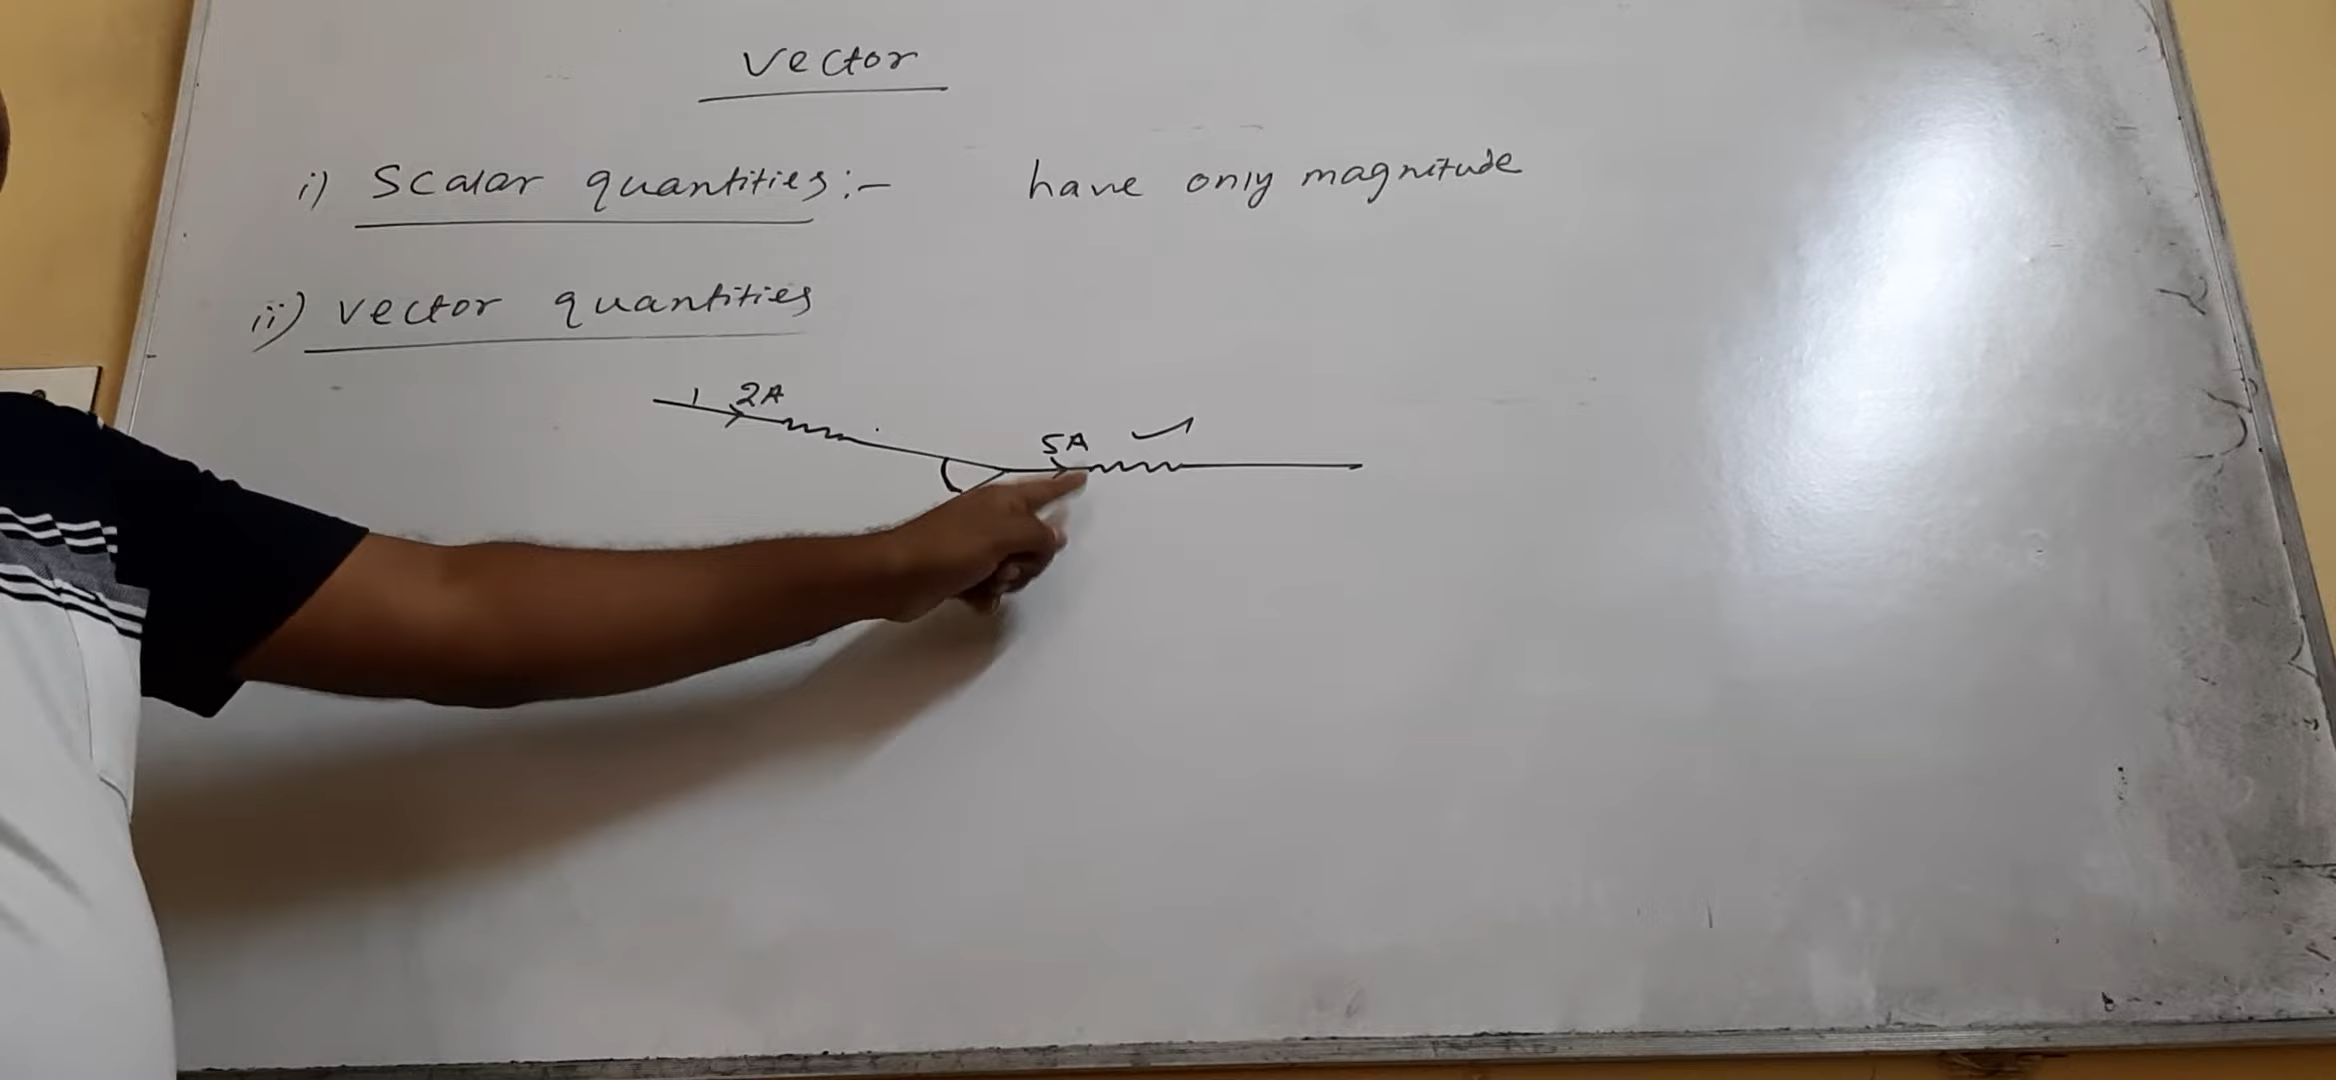 Vector
i) Scalar quantities:- have only magnitude
ii) vector quantities
2A
5A